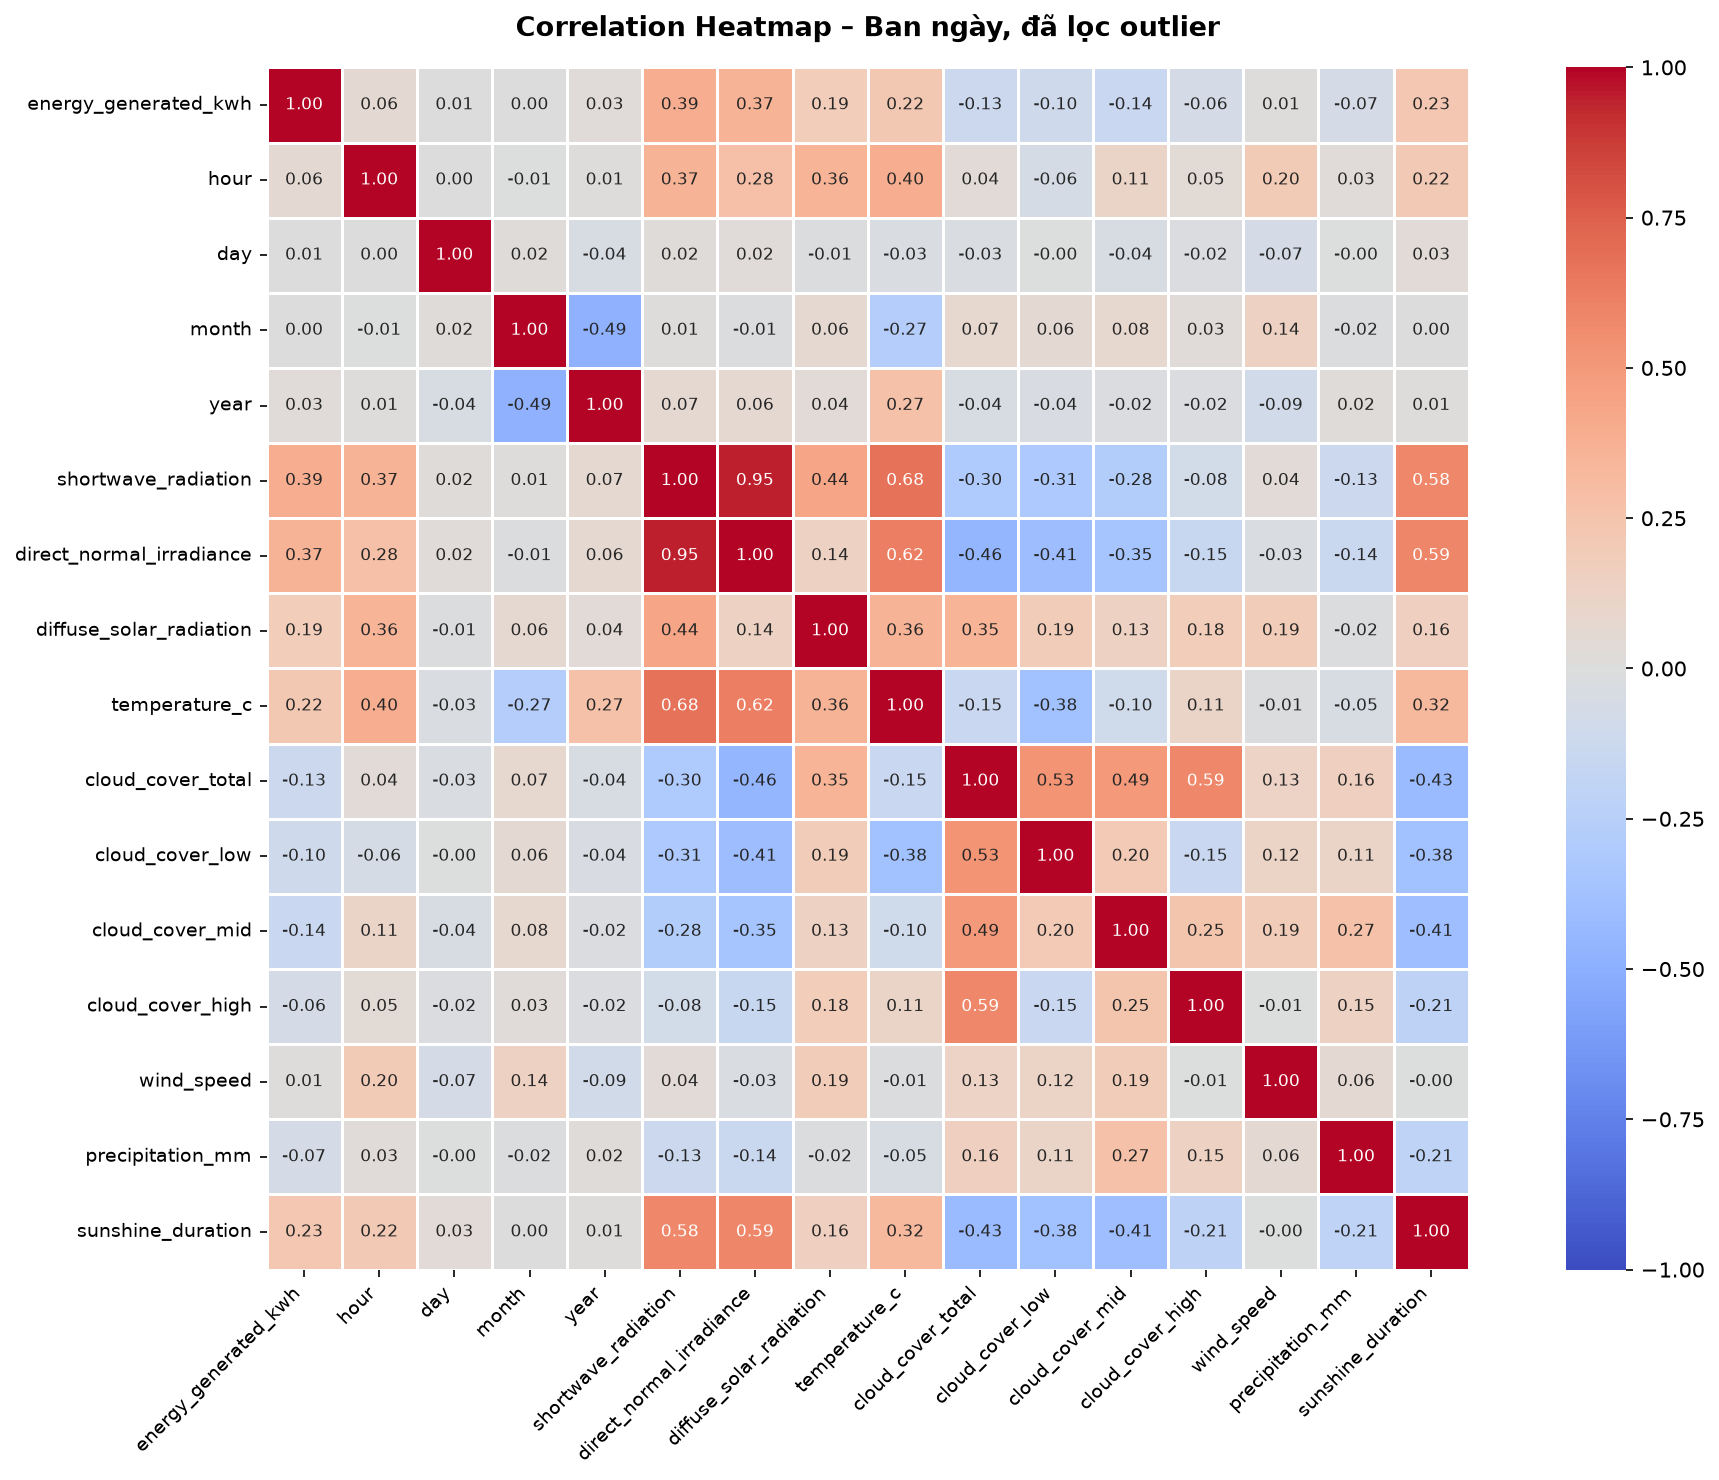 Correlation Heatmap – Ban ngày, đã lọc outlier
energy_generated_kwh 1.00 0.06 0.01 0.00 0.03 0.39 0.37 0.19 0.22 -0.13 -0.10 -0.14 -0.06 0.01 -0.07 0.23
hour 0.06 1.00 0.00 -0.01 0.01 0.37 0.28 0.36 0.40 0.04 -0.06 0.11 0.05 0.20 0.03 0.22
day 0.01 0.00 1.00 0.02 -0.04 0.02 0.02 -0.01 -0.03 -0.03 -0.00 -0.04 -0.02 -0.07 -0.00 0.03
month 0.00 -0.01 0.02 1.00 -0.49 0.01 -0.01 0.06 -0.27 0.07 0.06 0.08 0.03 0.14 -0.02 0.00
year 0.03 0.01 -0.04 -0.49 1.00 0.07 0.06 0.04 0.27 -0.04 -0.04 -0.02 -0.02 -0.09 0.02 0.01
shortwave_radiation 0.39 0.37 0.02 0.01 0.07 1.00 0.95 0.44 0.68 -0.30 -0.31 -0.28 -0.08 0.04 -0.13 0.58
direct_normal_irradiance 0.37 0.28 0.02 -0.01 0.06 0.95 1.00 0.14 0.62 -0.46 -0.41 -0.35 -0.15 -0.03 -0.14 0.59
diffuse_solar_radiation 0.19 0.36 -0.01 0.06 0.04 0.44 0.14 1.00 0.36 0.35 0.19 0.13 0.18 0.19 -0.02 0.16
temperature_c 0.22 0.40 -0.03 -0.27 0.27 0.68 0.62 0.36 1.00 -0.15 -0.38 -0.10 0.11 -0.01 -0.05 0.32
cloud_cover_total -0.13 0.04 -0.03 0.07 -0.04 -0.30 -0.46 0.35 -0.15 1.00 0.53 0.49 0.59 0.13 0.16 -0.43
cloud_cover_low -0.10 -0.06 -0.00 0.06 -0.04 -0.31 -0.41 0.19 -0.38 0.53 1.00 0.20 -0.15 0.12 0.11 -0.38
cloud_cover_mid -0.14 0.11 -0.04 0.08 -0.02 -0.28 -0.35 0.13 -0.10 0.49 0.20 1.00 0.25 0.19 0.27 -0.41
cloud_cover_high -0.06 0.05 -0.02 0.03 -0.02 -0.08 -0.15 0.18 0.11 0.59 -0.15 0.25 1.00 -0.01 0.15 -0.21
wind_speed 0.01 0.20 -0.07 0.14 -0.09 0.04 -0.03 0.19 -0.01 0.13 0.12 0.19 -0.01 1.00 0.06 -0.00
precipitation_mm -0.07 0.03 -0.00 -0.02 0.02 -0.13 -0.14 -0.02 -0.05 0.16 0.11 0.27 0.15 0.06 1.00 -0.21
sunshine_duration 0.23 0.22 0.03 0.00 0.01 0.58 0.59 0.16 0.32 -0.43 -0.38 -0.41 -0.21 -0.00 -0.21 1.00
energy_generated_kwh
hour
day
month
year
shortwave_radiation
direct_normal_irradiance
diffuse_solar_radiation
temperature_c
cloud_cover_total
cloud_cover_low
cloud_cover_mid
cloud_cover_high
wind_speed
precipitation_mm
sunshine_duration
1.00
0.75
0.50
0.25
0.00
−0.25
−0.50
−0.75
−1.00